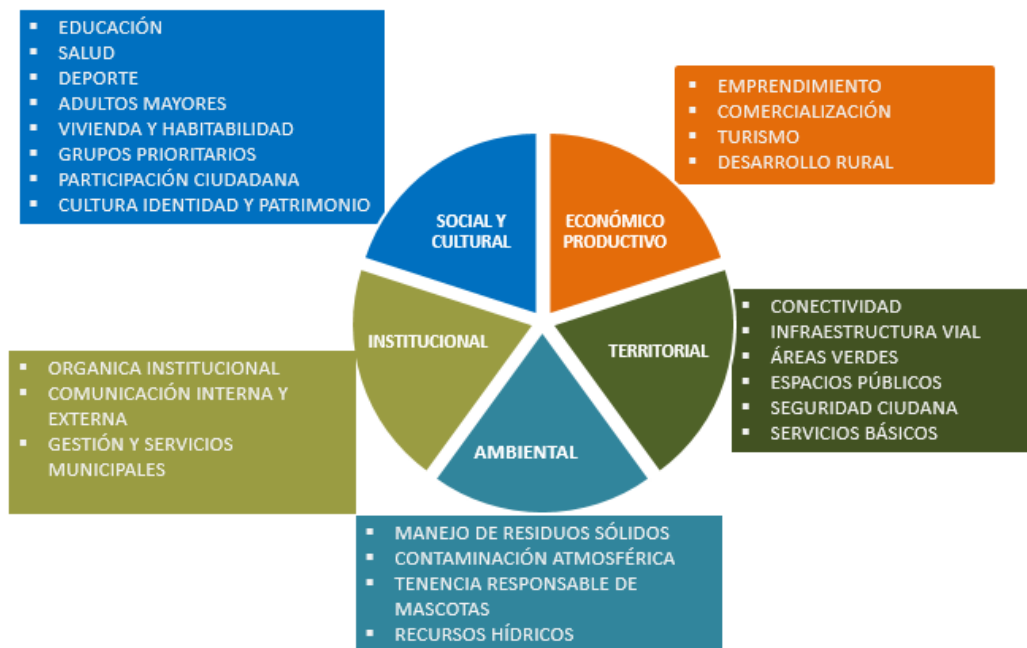 ▪ EDUCACIÓN
▪ SALUD
▪ DEPORTE
▪ ADULTOS MAYORES
▪ VIVIENDA Y HABITABILIDAD
▪ GRUPOS PRIORITARIOS
▪ PARTICIPACIÓN CIUDADANA
▪ CULTURA IDENTIDAD Y PATRIMONIO
▪ EMPRENDIMIENTO
▪ COMERCIALIZACIÓN
▪ TURISMO
▪ DESARROLLO RURAL
SOCIAL Y
CULTURAL
ECONÓMICO
PRODUCTIVO
INSTITUCIONAL
TERRITORIAL
AMBIENTAL
▪ CONECTIVIDAD
▪ INFRAESTRUCTURA VIAL
▪ ÁREAS VERDES
▪ ESPACIOS PÚBLICOS
▪ SEGURIDAD CIUDANA
▪ SERVICIOS BÁSICOS
▪ ORGANICA INSTITUCIONAL
▪ COMUNICACIÓN INTERNA Y
EXTERNA
▪ GESTIÓN Y SERVICIOS
MUNICIPALES
▪ MANEJO DE RESIDUOS SÓLIDOS
▪ CONTAMINACIÓN ATMOSFÉRICA
▪ TENENCIA RESPONSABLE DE
MASCOTAS
▪ RECURSOS HÍDRICOS